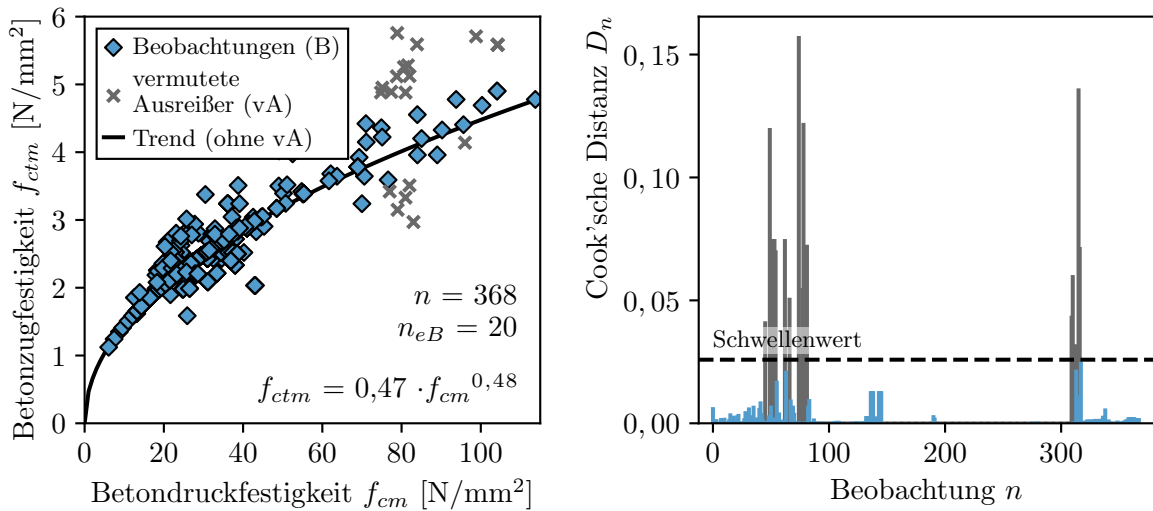 Betonzugfestigkeit f_ctm [N/mm²]
6
5
4
3
2
1
0
Beobachtungen (B)
vermutete
Ausreißer (vA)
Trend (ohne vA)
n = 368
n_eB = 20
f_ctm = 0,47 · f_cm^0,48
0 20 40 60 80 100
Betondruckfestigkeit f_cm [N/mm²]
Cook'sche Distanz D_n
0, 15
0, 10
0, 05
0, 00
Schwellenwert
0 100 200 300
Beobachtung n